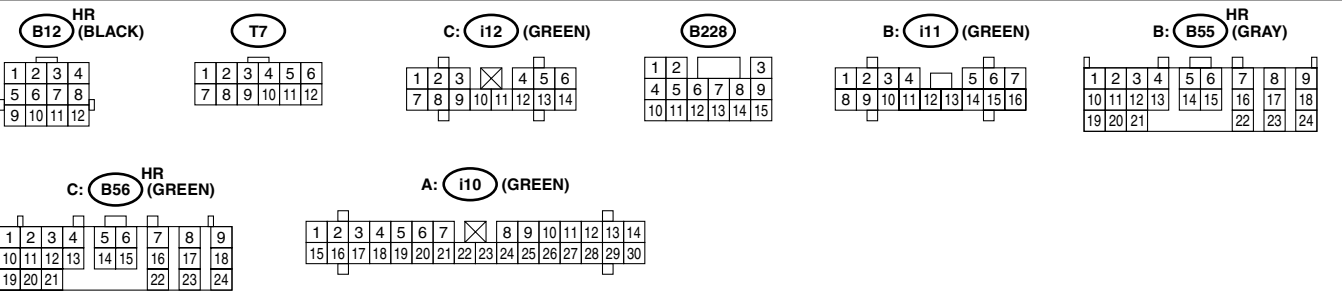 HR
B12 (BLACK)
T7
C: i12 (GREEN)
B228
B: i11 (GREEN)
HR
B: B55 (GRAY)
1 2 3 4
5 6 7 8
9 10 11 12
1 2 3 4 5 6
7 8 9 10 11 12
1 2 3 4 5 6
7 8 9 10 11 12 13 14
1 2 3
4 5 6 7 8 9
10 11 12 13 14 15
1 2 3 4 5 6 7
8 9 10 11 12 13 14 15 16
1 2 3 4 5 6 7 8 9
10 11 12 13 14 15 16 17 18
19 20 21 22 23 24
HR
C: B56 (GREEN)
A: i10 (GREEN)
1 2 3 4 5 6 7 8 9
10 11 12 13 14 15 16 17 18
19 20 21 22 23 24
1 2 3 4 5 6 7 8 9 10 11 12 13 14
15 16 17 18 19 20 21 22 23 24 25 26 27 28 29 30